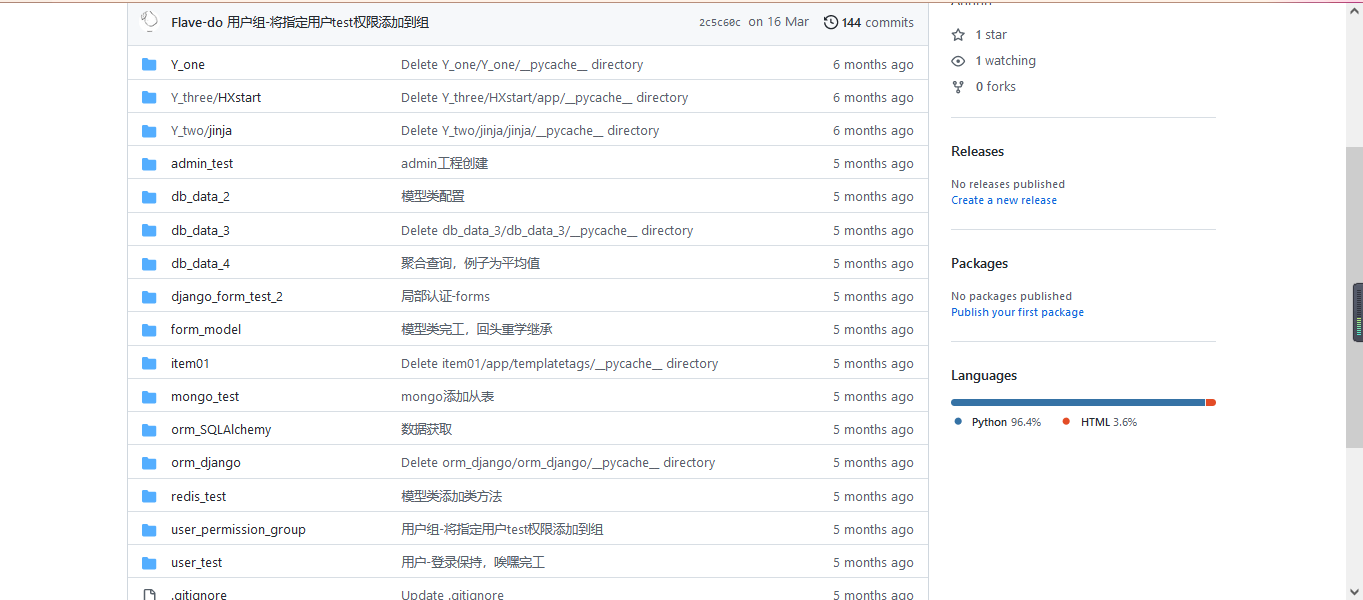 Flave-do 用户组-将指定用户test权限添加到组 2c5c60c on 16 Mar 144 commits
Y_one Delete Y_one/Y_one/__pycache__ directory 6 months ago
Y_three/HXstart Delete Y_three/HXstart/app/__pycache__ directory 6 months ago
Y_two/jinja Delete Y_two/jinja/jinja/__pycache__ directory 6 months ago
admin_test admin工程创建 5 months ago
db_data_2 模型类配置 5 months ago
db_data_3 Delete db_data_3/db_data_3/__pycache__ directory 5 months ago
db_data_4 聚合查询，例子为平均值 5 months ago
django_form_test_2 局部认证-forms 5 months ago
form_model 模型类完工，回头重学继承 5 months ago
item01 Delete item01/app/templatetags/__pycache__ directory 5 months ago
mongo_test mongo添加从表 5 months ago
orm_SQLAlchemy 数据获取 5 months ago
orm_django Delete orm_django/orm_django/__pycache__ directory 5 months ago
redis_test 模型类添加类方法 5 months ago
user_permission_group 用户组-将指定用户test权限添加到组 5 months ago
user_test 用户-登录保持，唉嘿完工 5 months ago
.gitignore Update .gitignore 5 months ago
1 star
1 watching
0 forks
Releases
No releases published
Create a new release
Packages
No packages published
Publish your first package
Languages
Python 96.4% HTML 3.6%